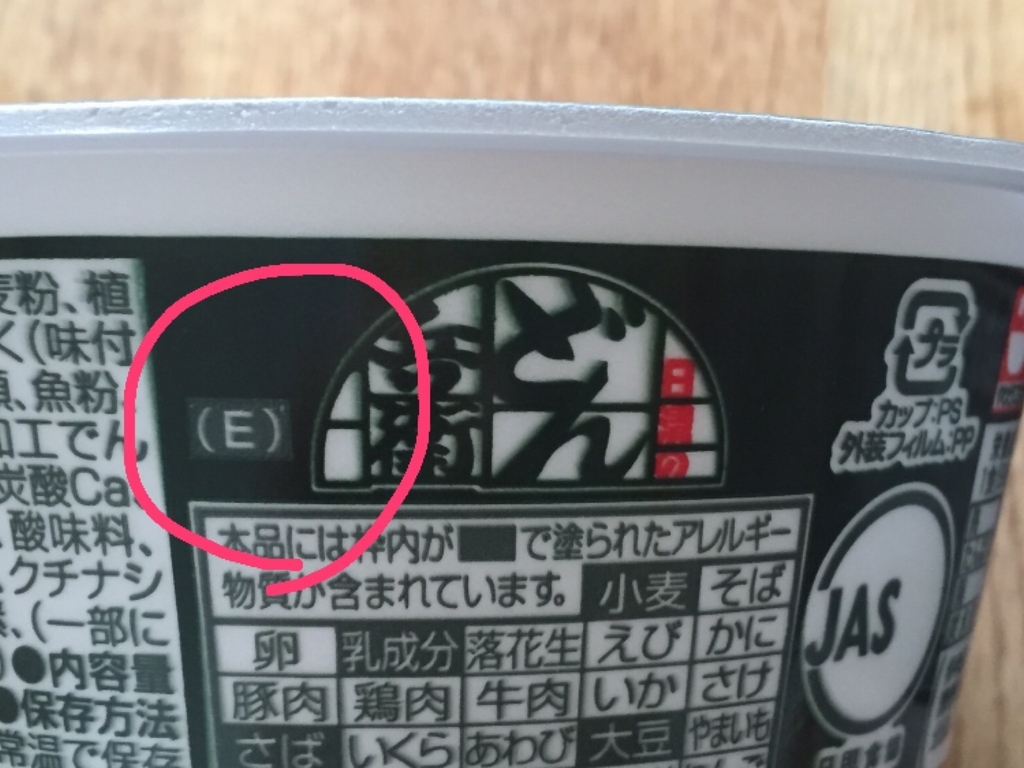 麦粉、植
く(味付
類、魚粉、
加工でん
炭酸Ca、
酸味料、
クチナシ
(一部に
●内容量
●保存方法
常温で保存
(E)
日清の
どん
兵衛
プラ
カップ:PS
外装フィルム:PP
本品には枠内が■で塗られたアレルギー
物質が含まれています。 小麦 そば
卵 乳成分 落花生 えび かに
豚肉 鶏肉 牛肉 いか さけ
さば いくら あわび 大豆 やまいも
JAS